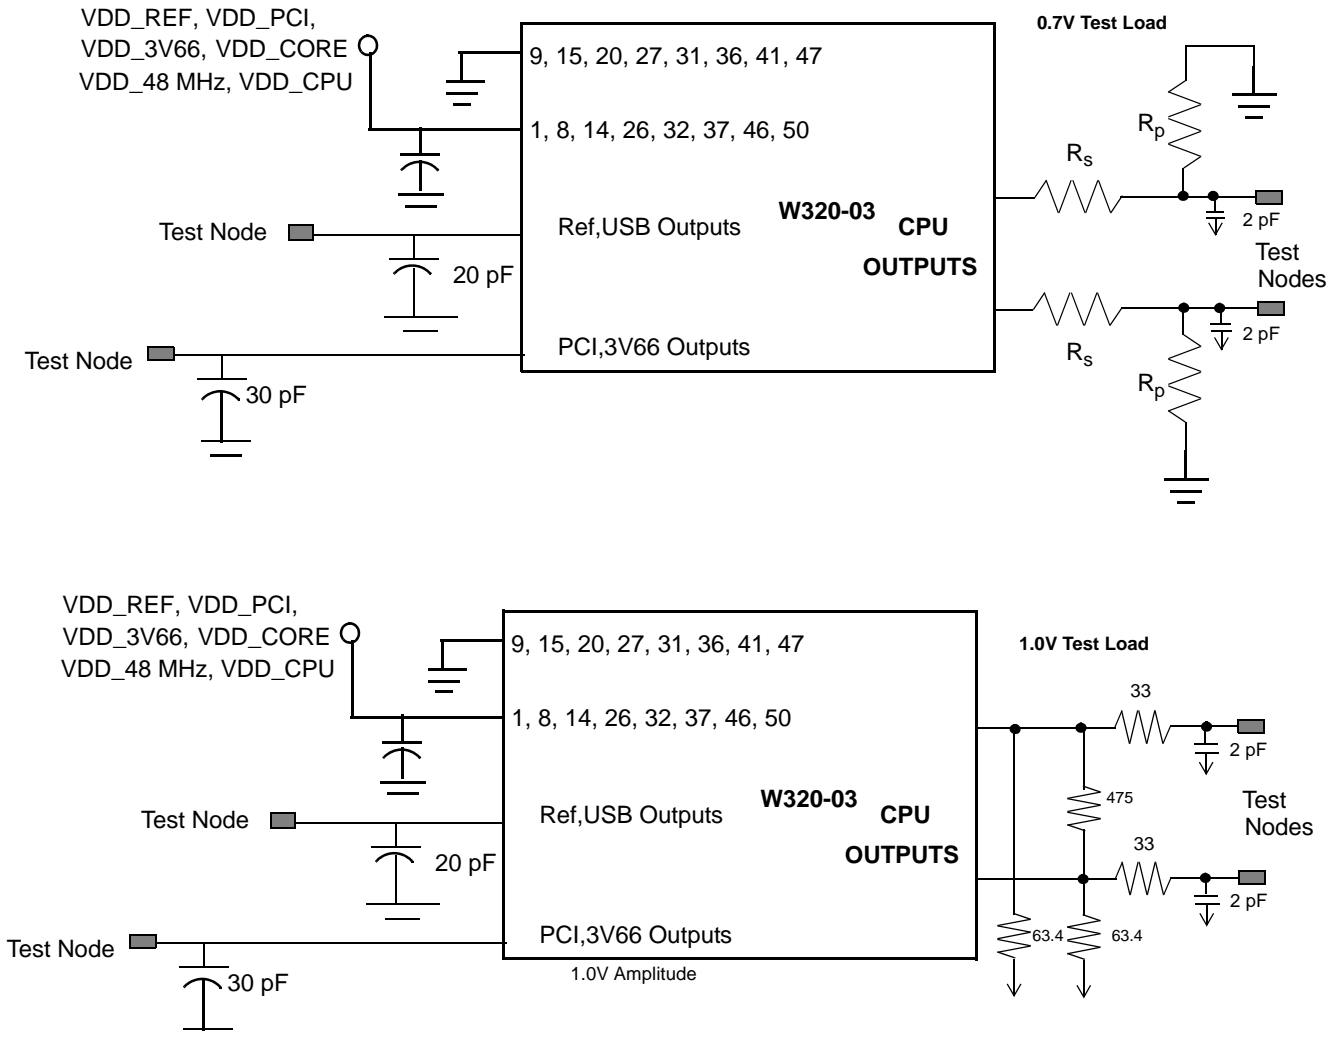 VDD_REF, VDD_PCI,
VDD_3V66, VDD_CORE
VDD_48 MHz, VDD_CPU
0.7V Test Load
9, 15, 20, 27, 31, 36, 41, 47
1, 8, 14, 26, 32, 37, 46, 50
Rp
Rs
Test Node
Ref,USB Outputs
W320-03
CPU
OUTPUTS
2 pF
Test
Nodes
20 pF
2 pF
Test Node
PCI,3V66 Outputs
Rs
Rp
30 pF
VDD_REF, VDD_PCI,
VDD_3V66, VDD_CORE
VDD_48 MHz, VDD_CPU
1.0V Test Load
9, 15, 20, 27, 31, 36, 41, 47
1, 8, 14, 26, 32, 37, 46, 50
33
2 pF
Test Node
Ref,USB Outputs
W320-03
CPU
OUTPUTS
475
Test
Nodes
20 pF
33
2 pF
Test Node
PCI,3V66 Outputs
63.4
63.4
1.0V Amplitude
30 pF